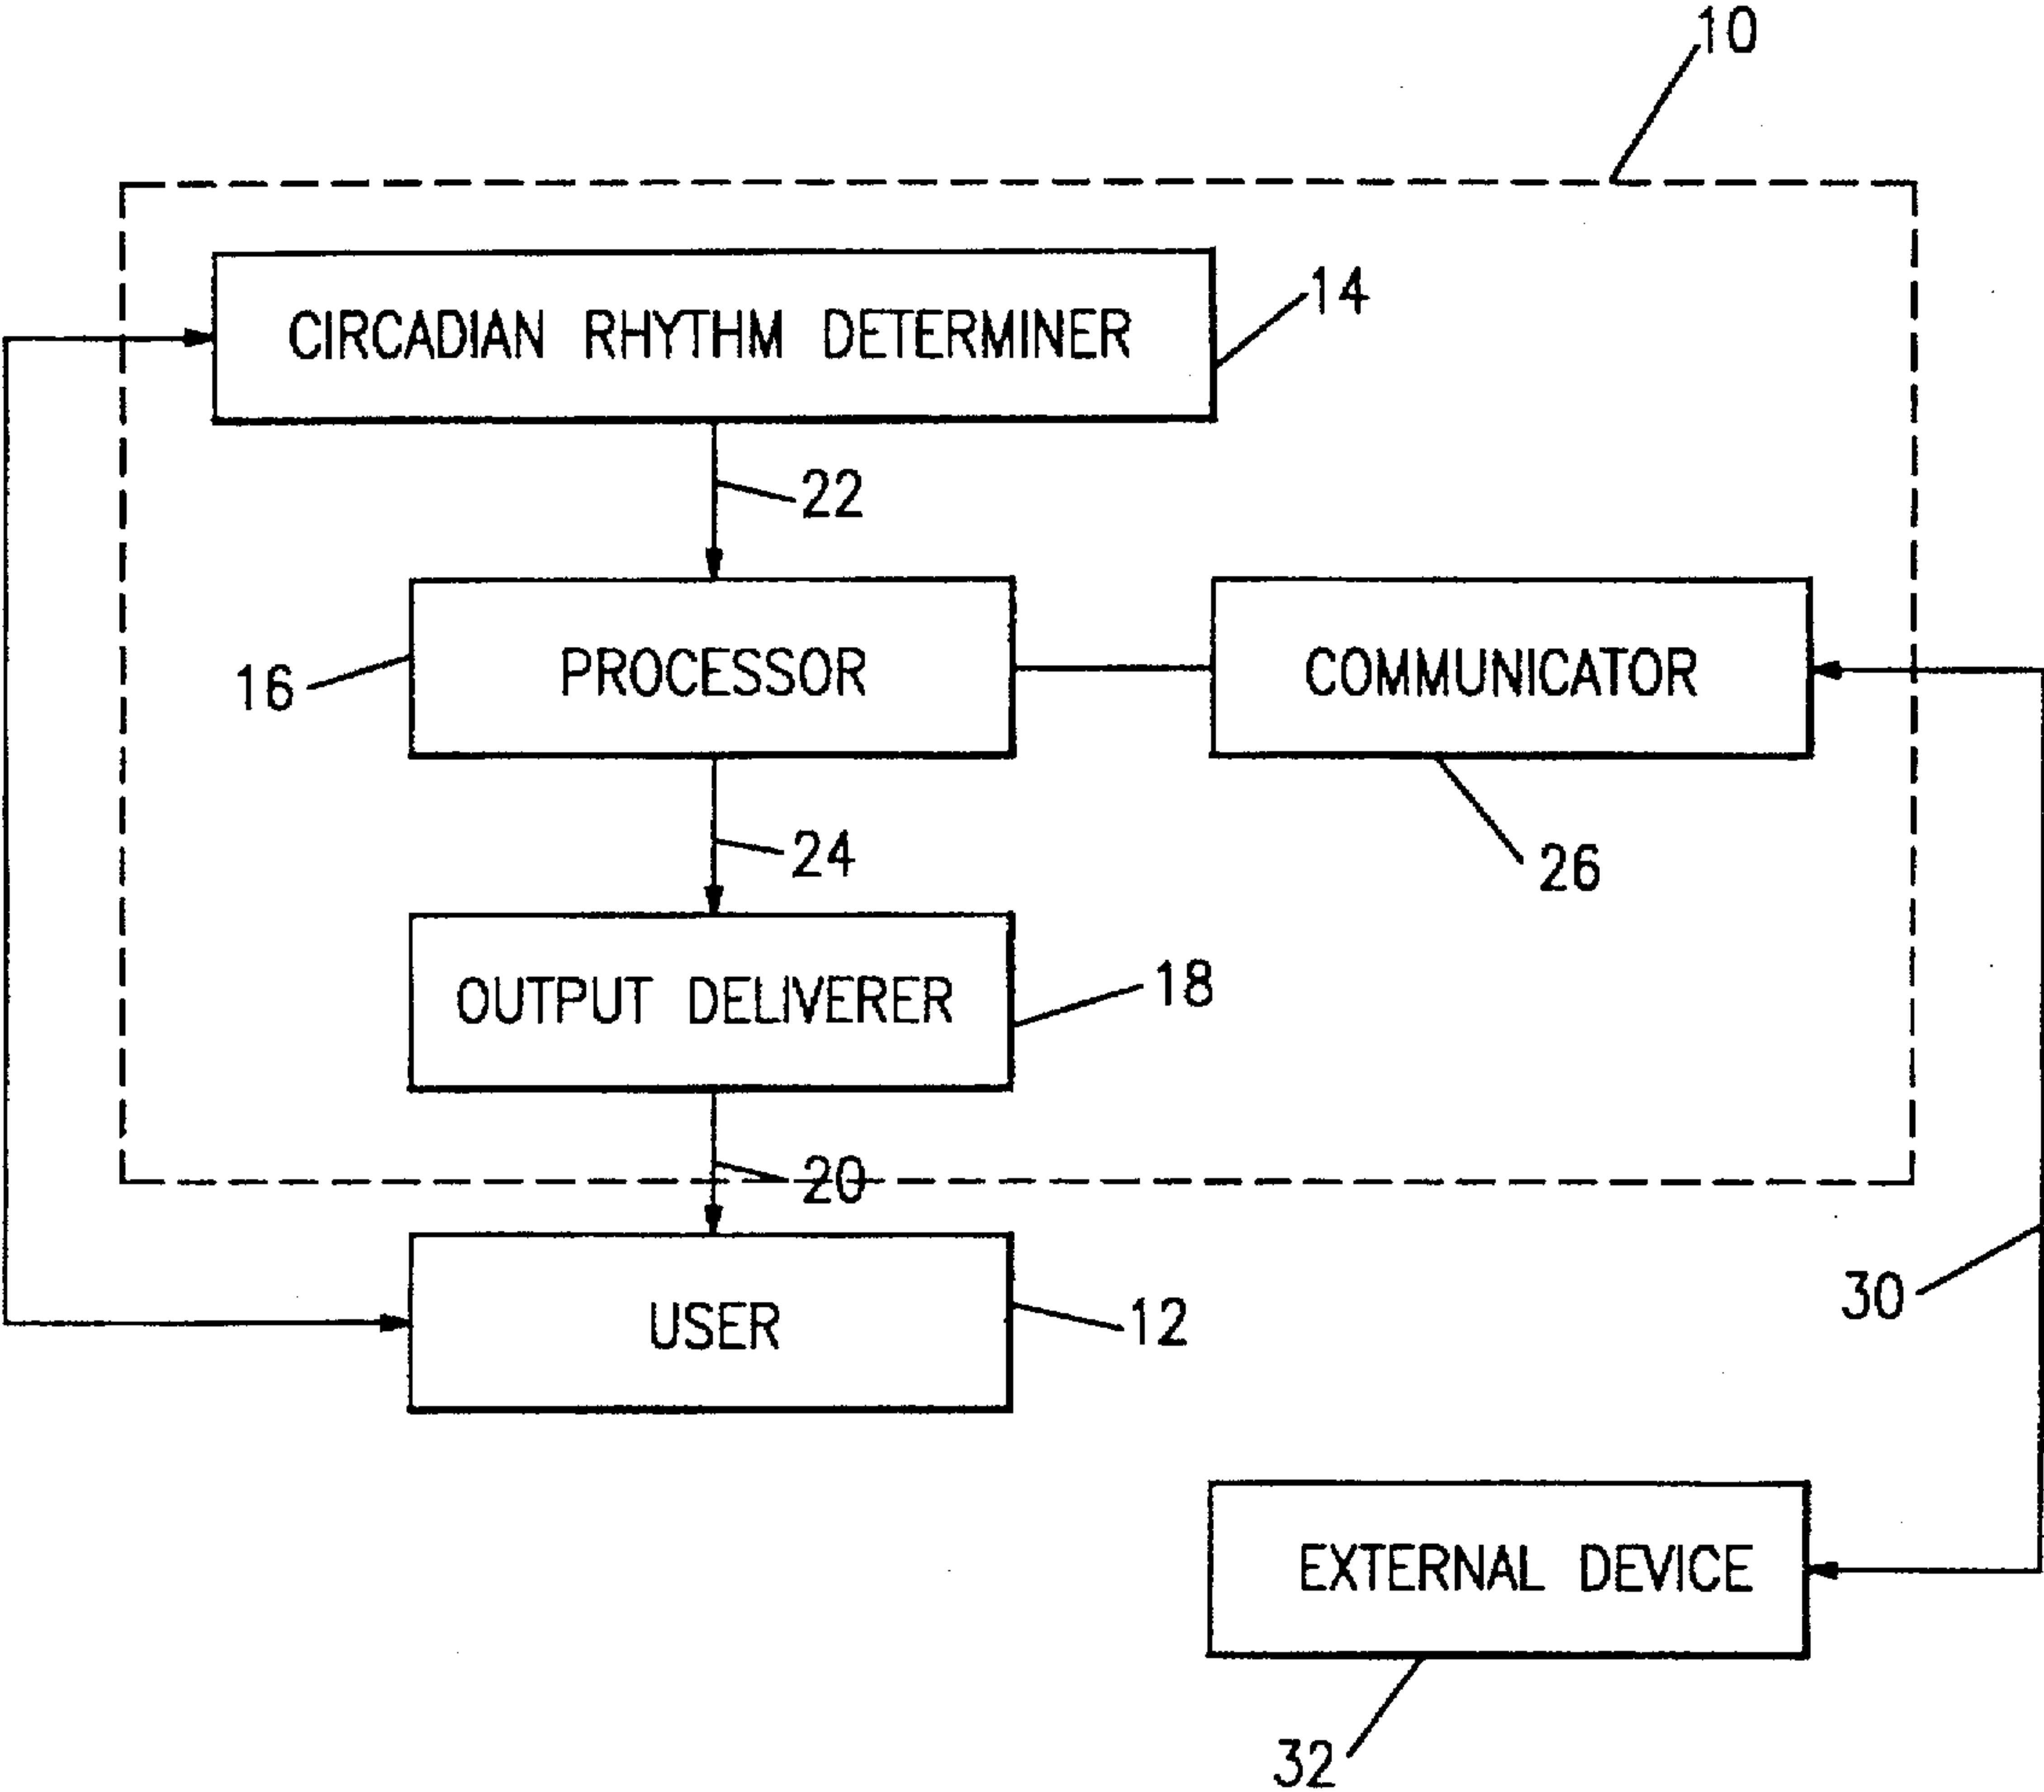 10
CIRCADIAN RHYTHM DETERMINER
14
22
PROCESSOR
16
COMMUNICATOR
24
26
OUTPUT DELIVERER
18
20
USER
12
30
EXTERNAL DEVICE
32